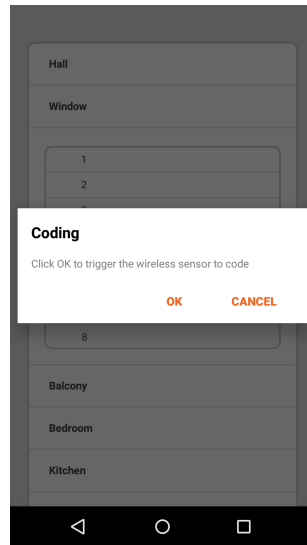 Hall
Window
1
2
Coding
Click OK to trigger the wireless sensor to code
OK CANCEL
8
Balcony
Bedroom
Kitchen